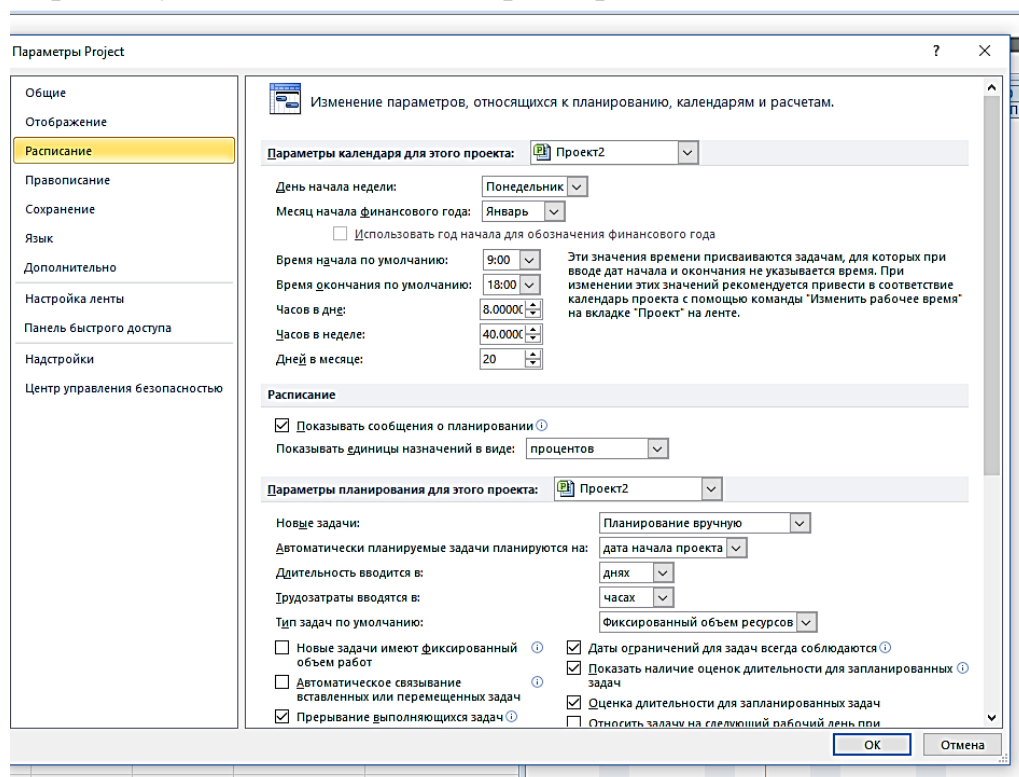 Параметры Project
?
Общие
Отображение
Расписание
Правописание
Сохранение
Язык
Дополнительно
Настройка ленты
Панель быстрого доступа
Надстройки
Центр управления безопасностью
Изменение параметров, относящихся к планированию, календарям и расчетам.
Параметры календаря для этого проекта: Проект2
День начала недели: Понедельник
Месяц начала финансового года: Январь
Использовать год начала для обозначения финансового года
Время начала по умолчанию: 9:00
Время окончания по умолчанию: 18:00
Часов в дне: 8.0000
Часов в неделе: 40.000
Дней в месяце: 20
Эти значения времени присваиваются задачам, для которых при
вводе дат начала и окончания не указывается время. При
изменении этих значений рекомендуется привести в соответствие
календарь проекта с помощью команды "Изменить рабочее время"
на вкладке "Проект" на ленте.
Расписание
Показывать сообщения о планировании
Показывать единицы назначений в виде: процентов
Параметры планирования для этого проекта: Проект2
Новые задачи: Планирование вручную
Автоматически планируемые задачи планируются на: дата начала проекта
Длительность вводится в: днях
Трудозатраты вводятся в: часах
Тип задач по умолчанию: Фиксированный объем ресурсов
Новые задачи имеют фиксированный
объем работ
Автоматическое связывание
вставленных или перемещенных задач
Прерывание выполняющихся задач
Даты ограничений для задач всегда соблюдаются
Показать наличие оценок длительности для запланированных
задач
Оценка длительности для запланированных задач
Относить задачу на следующий рабочий день при
ОК
Отмена